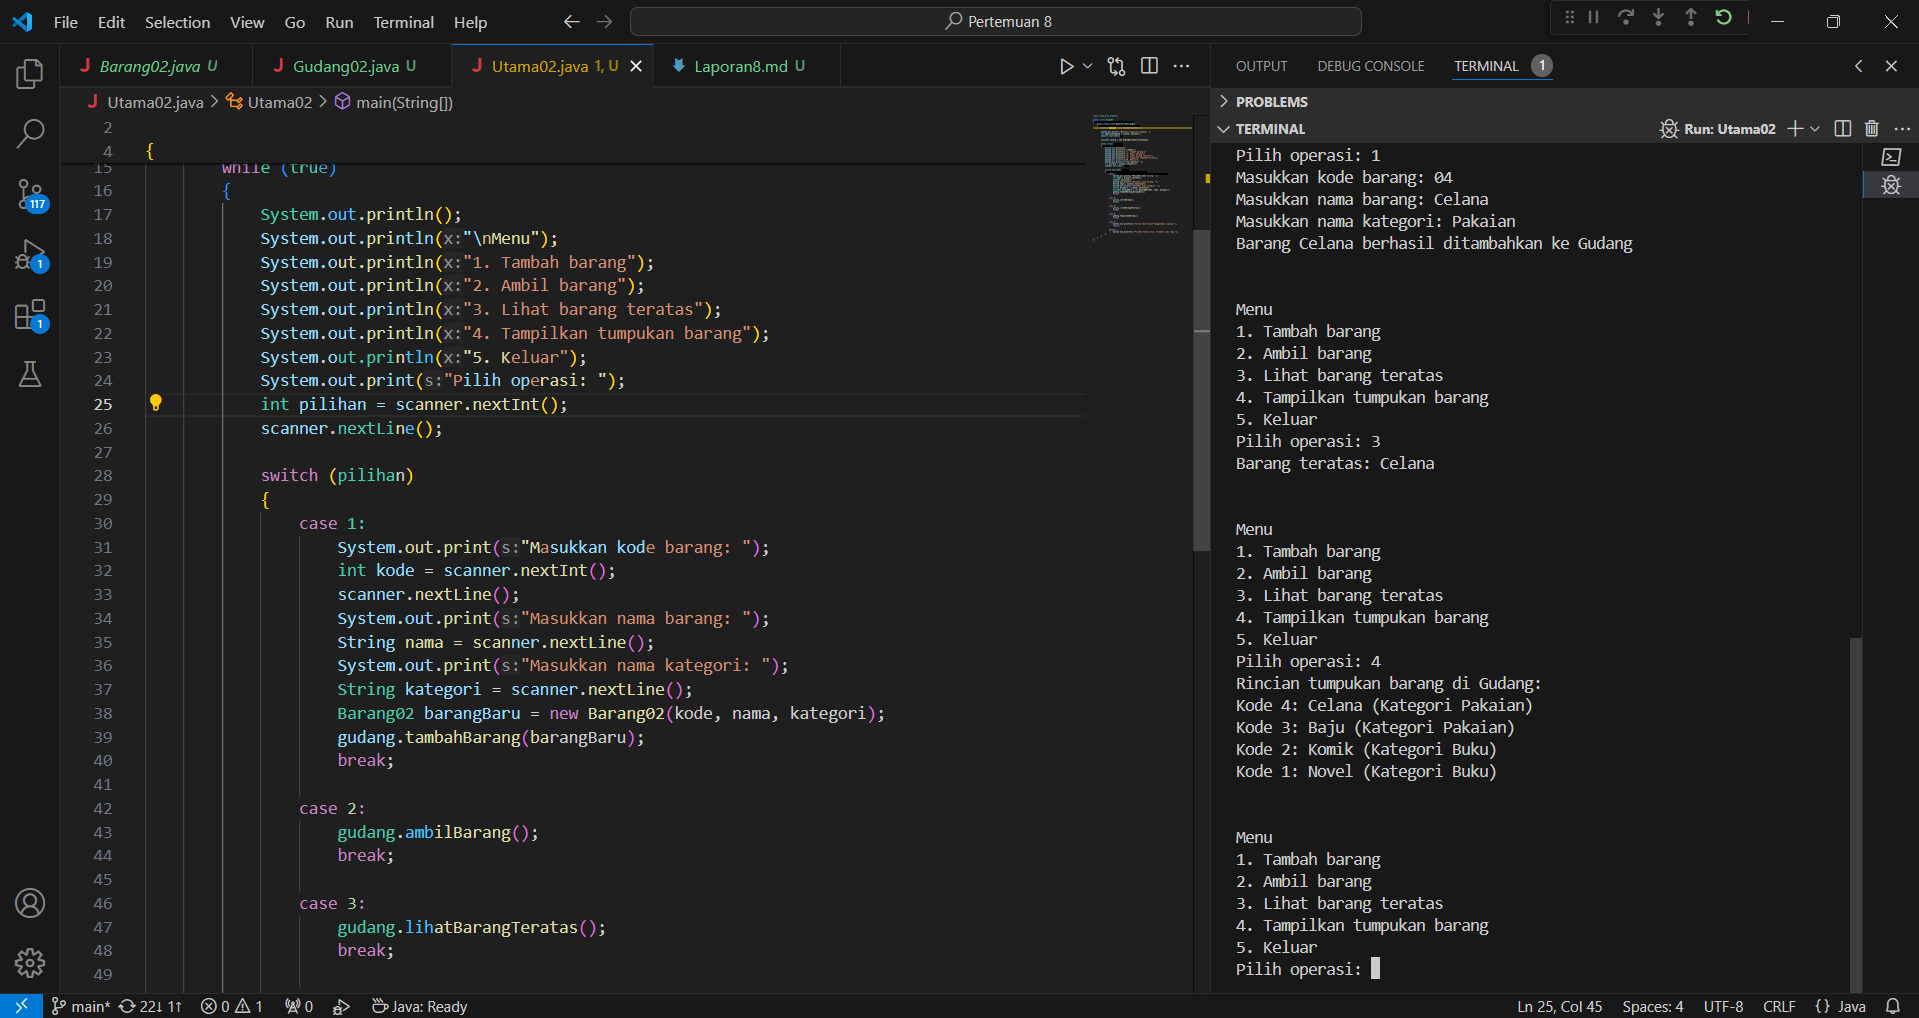 File Edit Selection View Go Run Terminal Help
Pertemuan 8
Barang02.java U
Gudang02.java U
Utama02.java 1, U
Laporan8.md U
OUTPUT DEBUG CONSOLE TERMINAL 1
Utama02.java > Utama02 > main(String[])
2
4 {
15 while (true)
16 {
17 System.out.println();
18 System.out.println(x:"\nMenu");
19 System.out.println(x:"1. Tambah barang");
20 System.out.println(x:"2. Ambil barang");
21 System.out.println(x:"3. Lihat barang teratas");
22 System.out.println(x:"4. Tampilkan tumpukan barang");
23 System.out.println(x:"5. Keluar");
24 System.out.print(s:"Pilih operasi: ");
25 int pilihan = scanner.nextInt();
26 scanner.nextLine();
27
28 switch (pilihan)
29 {
30 case 1:
31 System.out.print(s:"Masukkan kode barang: ");
32 int kode = scanner.nextInt();
33 scanner.nextLine();
34 System.out.print(s:"Masukkan nama barang: ");
35 String nama = scanner.nextLine();
36 System.out.print(s:"Masukkan nama kategori: ");
37 String kategori = scanner.nextLine();
38 Barang02 barangBaru = new Barang02(kode, nama, kategori);
39 gudang.tambahBarang(barangBaru);
40 break;
41
42 case 2:
43 gudang.ambilBarang();
44 break;
45
46 case 3:
47 gudang.lihatBarangTeratas();
48 break;
49
PROBLEMS
TERMINAL
Run: Utama02
Pilih operasi: 1
Masukkan kode barang: 04
Masukkan nama barang: Celana
Masukkan nama kategori: Pakaian
Barang Celana berhasil ditambahkan ke Gudang
Menu
1. Tambah barang
2. Ambil barang
3. Lihat barang teratas
4. Tampilkan tumpukan barang
5. Keluar
Pilih operasi: 3
Barang teratas: Celana
Menu
1. Tambah barang
2. Ambil barang
3. Lihat barang teratas
4. Tampilkan tumpukan barang
5. Keluar
Pilih operasi: 4
Rincian tumpukan barang di Gudang:
Kode 4: Celana (Kategori Pakaian)
Kode 3: Baju (Kategori Pakaian)
Kode 2: Komik (Kategori Buku)
Kode 1: Novel (Kategori Buku)
Menu
1. Tambah barang
2. Ambil barang
3. Lihat barang teratas
4. Tampilkan tumpukan barang
5. Keluar
Pilih operasi:
117
1
1
main* 22↓ 1↑ 0 1 0 Java: Ready
Ln 25, Col 45 Spaces: 4 UTF-8 CRLF {} Java